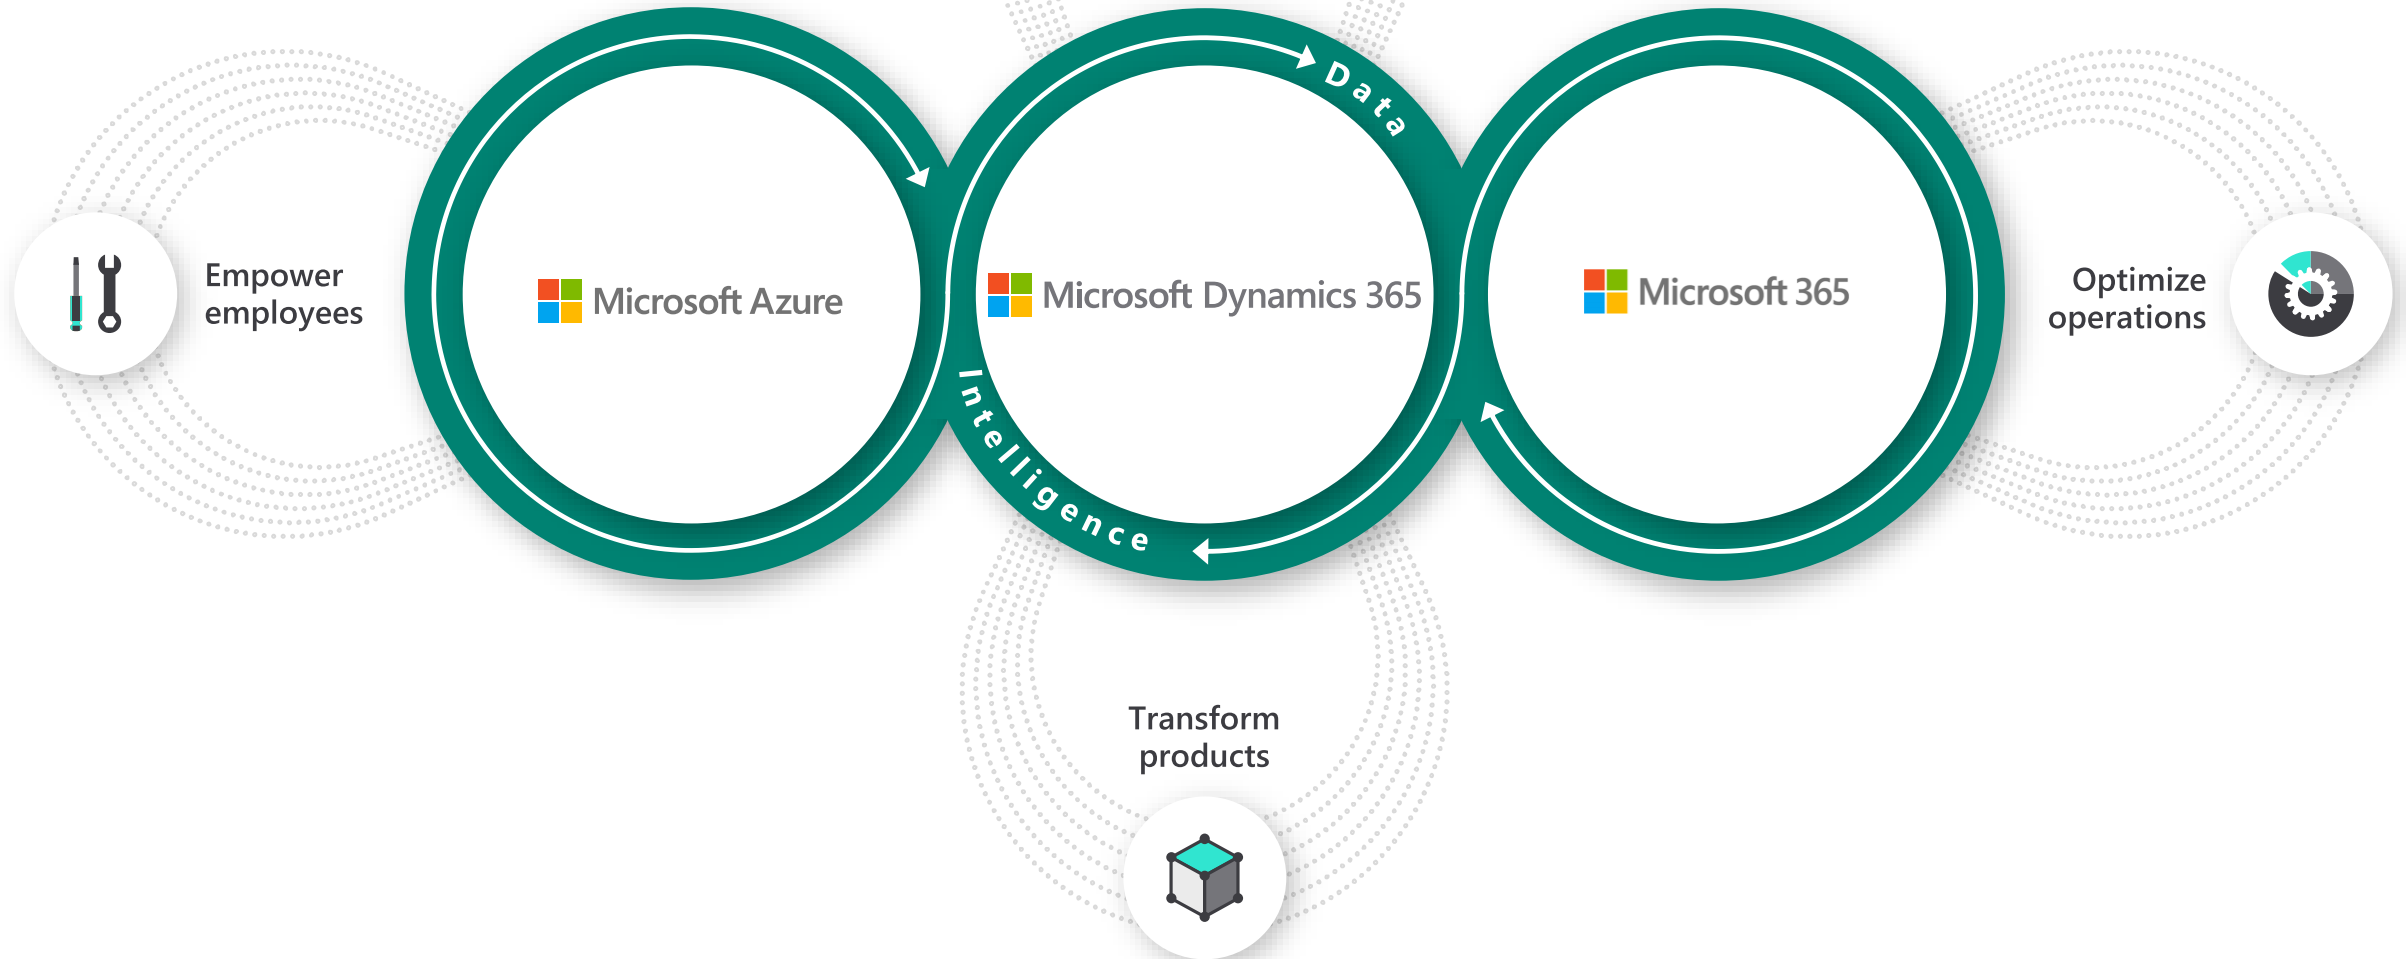 Data
Empower
employees
Microsoft Azure
Microsoft Dynamics 365
Microsoft 365
Optimize
operations
Intelligence
Transform
products